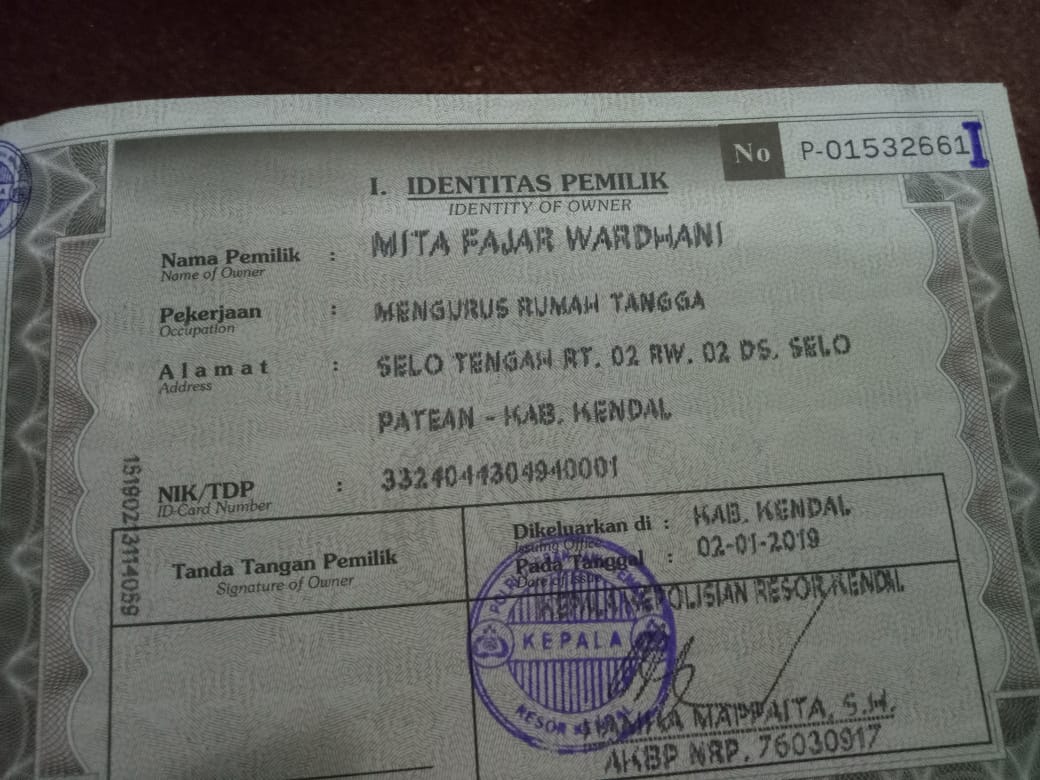 No P-01532661 I
I. IDENTITAS PEMILIK
IDENTITY OF OWNER
Nama Pemilik : MITA FAJAR WARDHANI
Name of Owner
Pekerjaan : MENGURUS RUMAH TANGGA
Occupation
Alamat : SELO TENGAH RT. 02 RW. 02 DS. SELO
Address
PATEAN - KAB. KENDAL
NIK/TDP : 3324044304940001
ID-Card Number
Tanda Tangan Pemilik
Signature of Owner
Dikeluarkan di : KAB. KENDAL
Issuing Office
Pada Tanggal : 02-01-2019
Date of Issue
KEPALA KEPOLISIAN RESOR KENDAL
KEPALA
RESOR
MAPPAITA, S.H.
AKBP NRP. 76030917